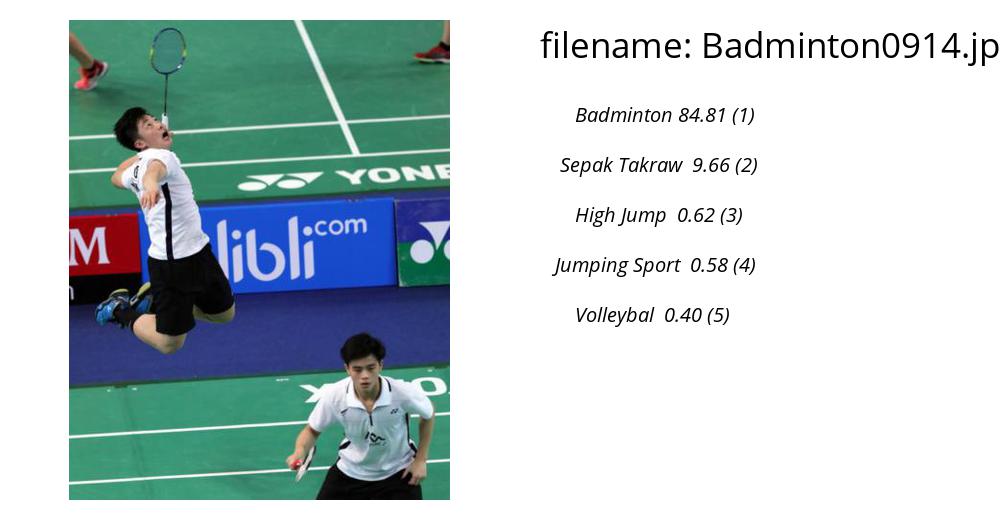 filename: Badminton0914.jp
Badminton 84.81 (1)
Sepak Takraw 9.66 (2)
High Jump 0.62 (3)
Jumping Sport 0.58 (4)
Volleybal 0.40 (5)
YONE
M
libli.com